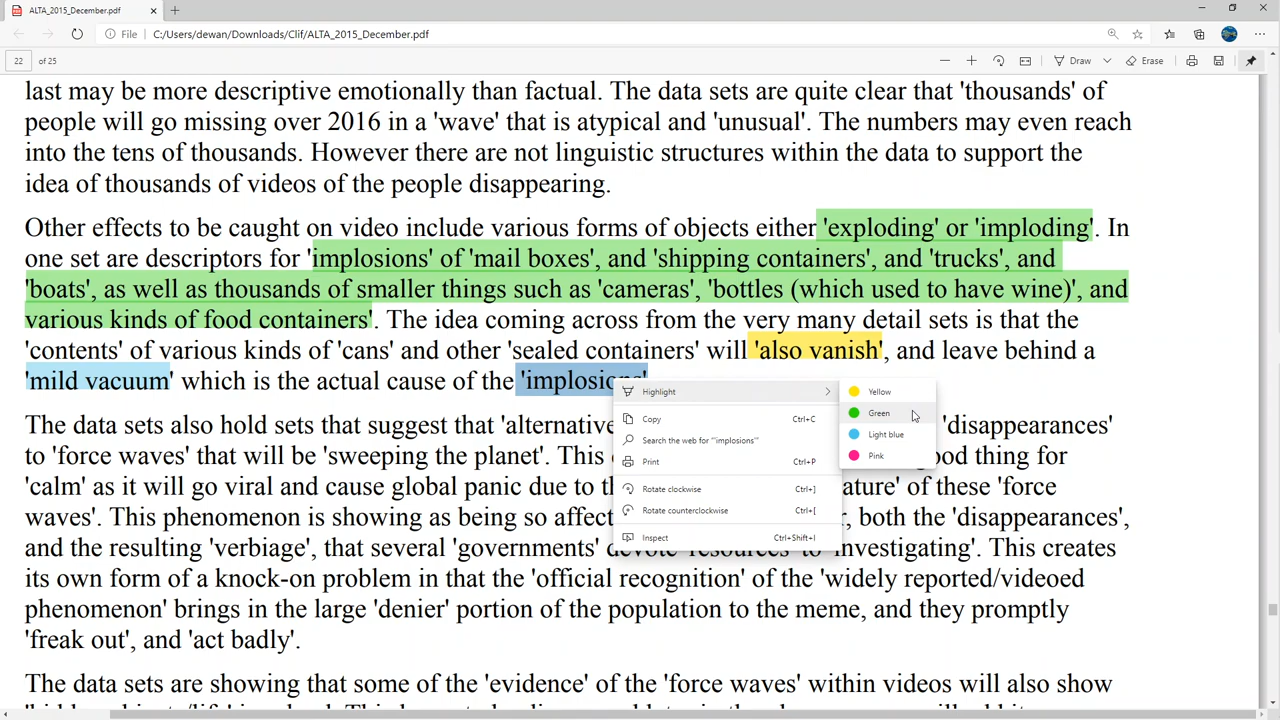 ALTA_2015_December.pdf
File C:/Users/dewan/Downloads/Clif/ALTA_2015_December.pdf
22 of 25 Draw Erase
last may be more descriptive emotionally than factual. The data sets are quite clear that 'thousands' of
people will go missing over 2016 in a 'wave' that is atypical and 'unusual'. The numbers may even reach
into the tens of thousands. However there are not linguistic structures within the data to support the
idea of thousands of videos of the people disappearing.
Other effects to be caught on video include various forms of objects either 'exploding' or 'imploding'. In
one set are descriptors for 'implosions' of 'mail boxes', and 'shipping containers', and 'trucks', and
'boats', as well as thousands of smaller things such as 'cameras', 'bottles (which used to have wine)', and
various kinds of food containers'. The idea coming across from the very many detail sets is that the
'contents' of various kinds of 'cans' and other 'sealed containers' will 'also vanish', and leave behind a
'mild vacuum' which is the actual cause of the 'implosions'
Highlight
Copy Ctrl+C
Search the web for "'implosions'"
Print Ctrl+P
Rotate clockwise Ctrl+]
Rotate counterclockwise Ctrl+[
Inspect Ctrl+Shift+I
Yellow
Green
Light blue
Pink
The data sets also hold sets that suggest that 'alternative 'disappearances'
to 'force waves' that will be 'sweeping the planet'. This good thing for
'calm' as it will go viral and cause global panic due to nature' of these 'force
waves'. This phenomenon is showing as being so affect , both the 'disappearances',
and the resulting 'verbiage', that several 'governments' devote 'resources' to 'investigating'. This creates
its own form of a knock-on problem in that the 'official recognition' of the 'widely reported/videoed
phenomenon' brings in the large 'denier' portion of the population to the meme, and they promptly
'freak out', and 'act badly'.
The data sets are showing that some of the 'evidence' of the 'force waves' within videos will also show